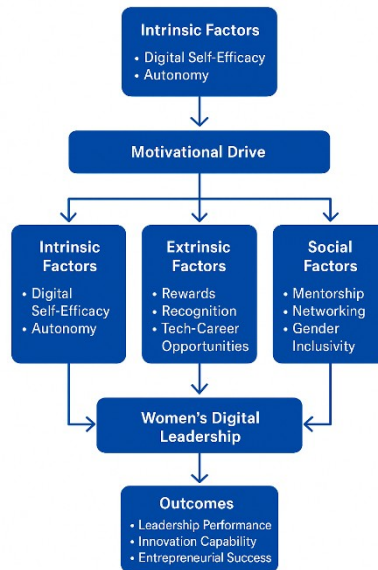 Intrinsic Factors
• Digital Self-Efficacy
• Autonomy
Motivational Drive
Intrinsic
Factors
• Digital
Self-Efficacy
• Autonomy
Extrinsic
Factors
• Rewards
• Recognition
• Tech-Career
Opportunities
Social
Factors
• Mentorship
• Networking
• Gender
Inclusivity
Women's Digital
Leadership
Outcomes
• Leadership Performance
• Innovation Capability
• Entrepreneurial Success